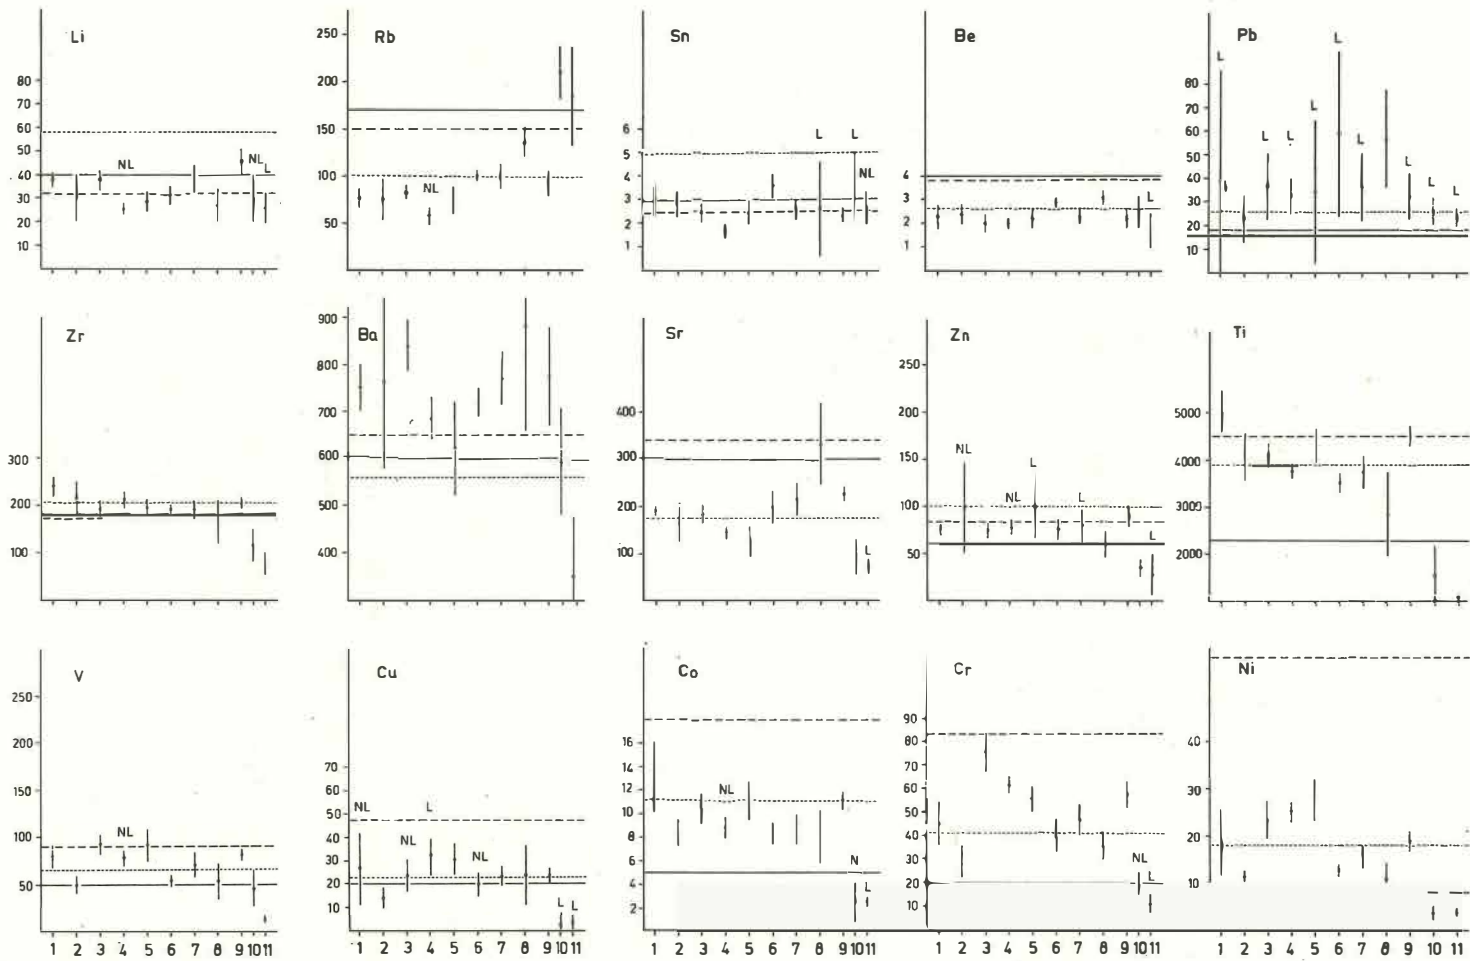 Li
80
70
60
50
40
30
20
10
NL
NL
L
Rb
250
200
150
100
50
NL
Sn
6
5
4
3
2
1
L
L
NL
Be
4
3
2
1
L
Pb
80
70
60
50
40
30
20
10
L
L
L
L
L
L
L
L
L
Zr
300
200
100
Ba
900
800
700
600
500
400
Sr
400
300
200
100
L
Zn
250
200
150
100
50
NL
NL
L
L
L
Ti
5000
4000
3000
2000
V
250
200
150
100
50
NL
1 2 3 4 5 6 7 8 9 10 11
Cu
70
60
50
40
30
20
10
NL
L
NL
NL
L
L
1 2 3 4 5 6 7 8 9 10 11
Co
16
14
12
10
8
6
4
2
NL
N
L
1 2 3 4 5 6 7 8 9 10 11
Cr
90
80
70
60
50
40
30
20
10
NL
L
1 2 3 4 5 6 7 8 9 10 11
Ni
40
30
20
10
1 2 3 4 5 6 7 8 9 10 11